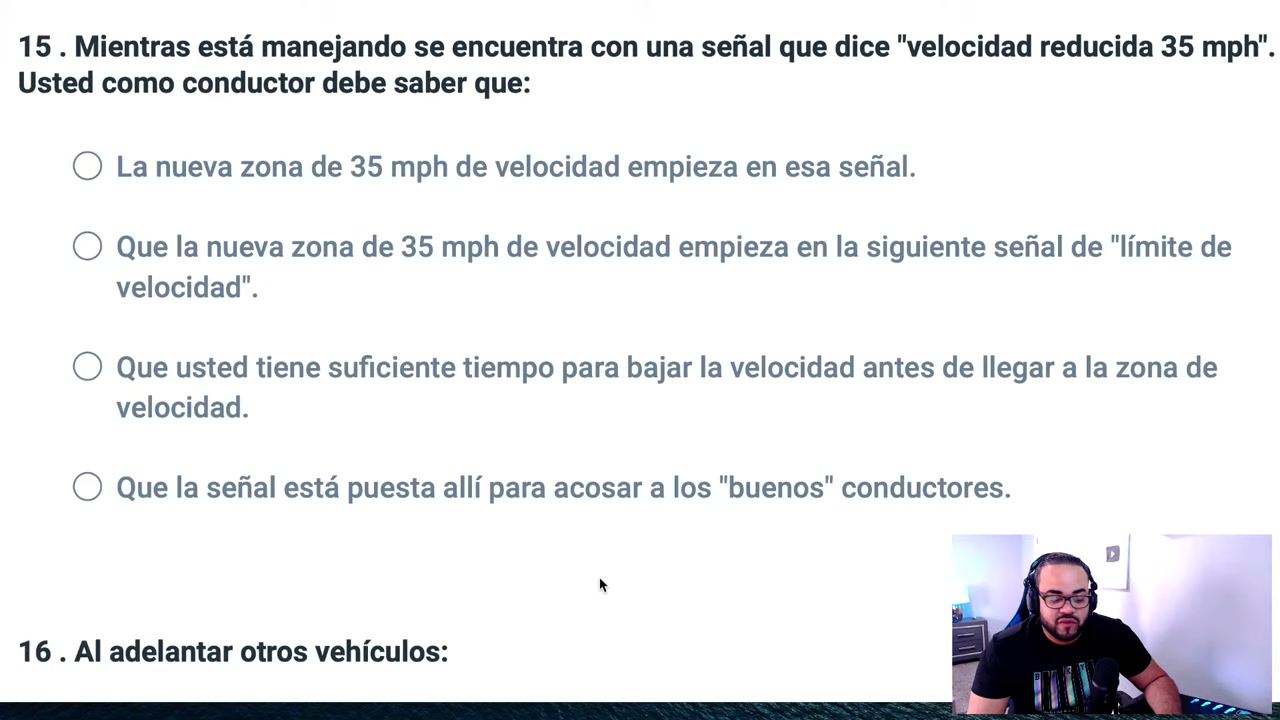 15 . Mientras está manejando se encuentra con una señal que dice "velocidad reducida 35 mph".
Usted como conductor debe saber que:
La nueva zona de 35 mph de velocidad empieza en esa señal.
Que la nueva zona de 35 mph de velocidad empieza en la siguiente señal de "límite de
velocidad".
Que usted tiene suficiente tiempo para bajar la velocidad antes de llegar a la zona de
velocidad.
Que la señal está puesta allí para acosar a los "buenos" conductores.
16 . Al adelantar otros vehículos: